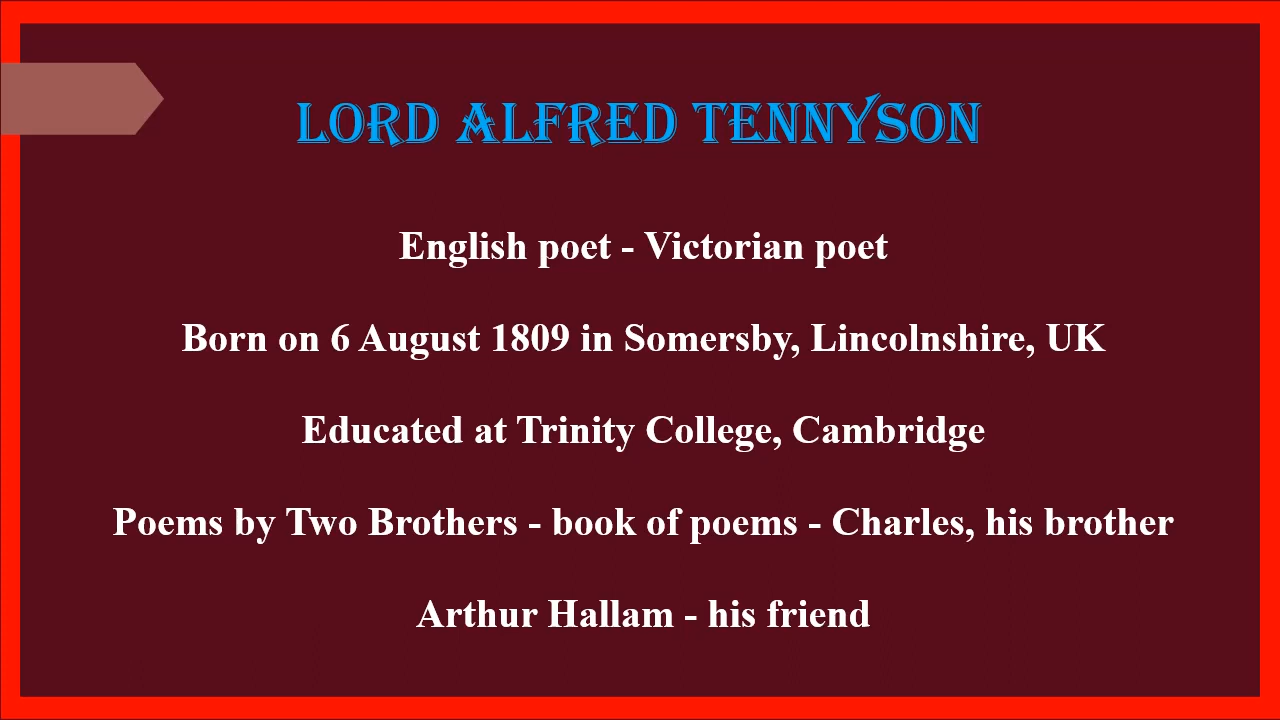 LORD ALFRED TENNYSON
English poet - Victorian poet
Born on 6 August 1809 in Somersby, Lincolnshire, UK
Educated at Trinity College, Cambridge
Poems by Two Brothers - book of poems - Charles, his brother
Arthur Hallam - his friend